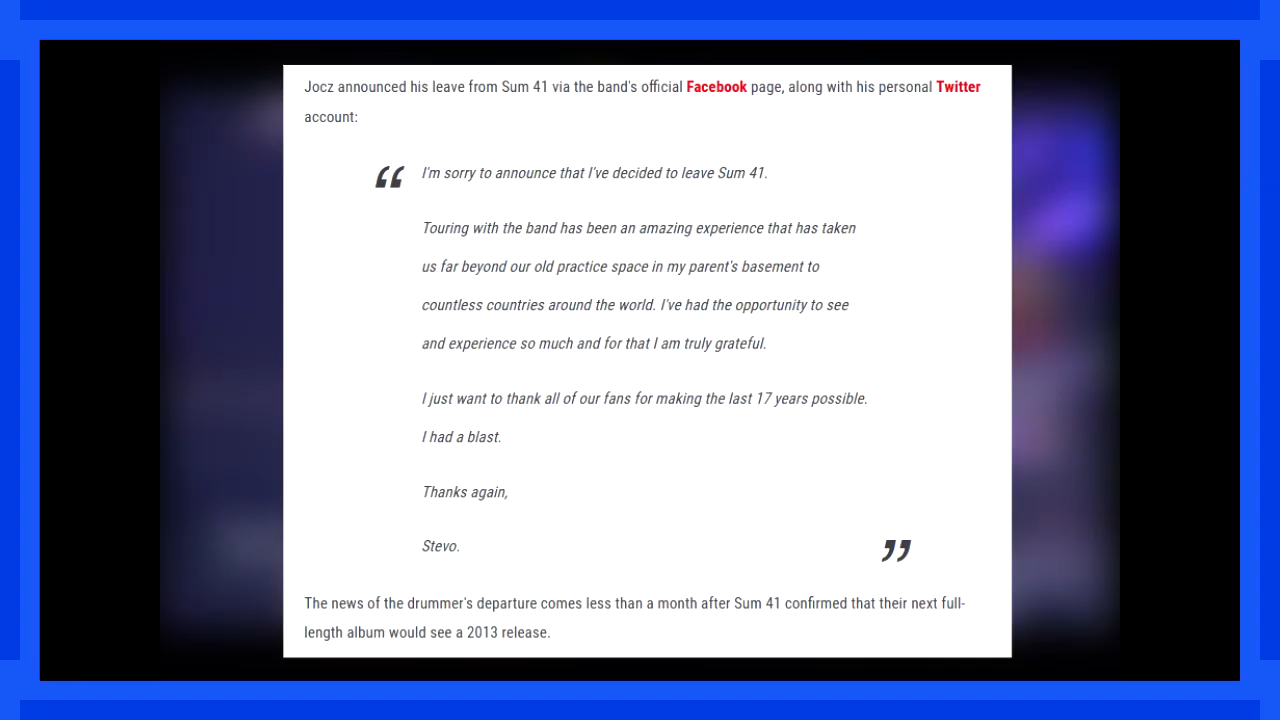 Jocz announced his leave from Sum 41 via the band's official Facebook page, along with his personal Twitter
account:
“ I'm sorry to announce that I've decided to leave Sum 41.
Touring with the band has been an amazing experience that has taken
us far beyond our old practice space in my parent's basement to
countless countries around the world. I've had the opportunity to see
and experience so much and for that I am truly grateful.
I just want to thank all of our fans for making the last 17 years possible.
I had a blast.
Thanks again,
Stevo. ”
The news of the drummer's departure comes less than a month after Sum 41 confirmed that their next full-
length album would see a 2013 release.